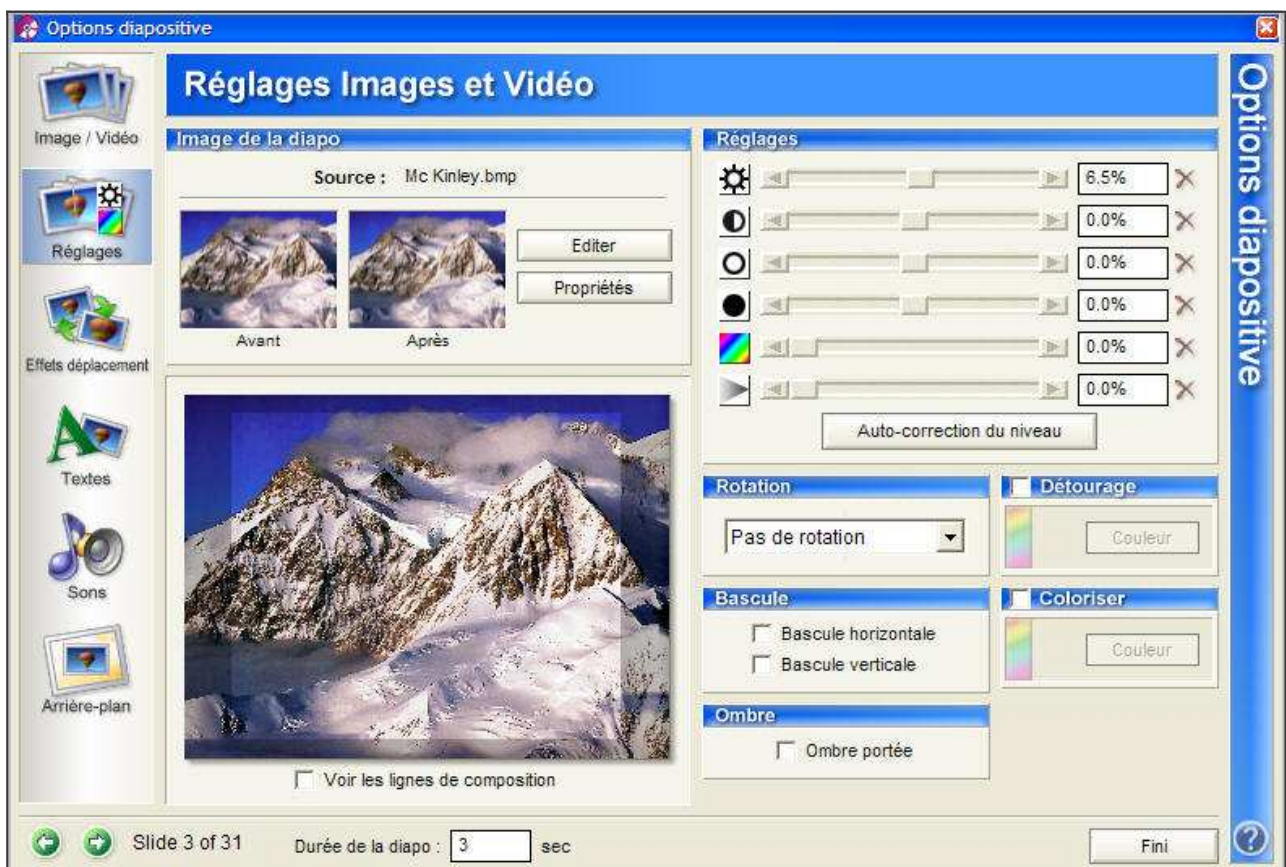 Options diapositive
Image / Vidéo
Réglages
Effets déplacement
Textes
Sons
Arrière-plan
Réglages Images et Vidéo
Image de la diapo
Source : Mc Kinley.bmp
Avant
Après
Editer
Propriétés
Voir les lignes de composition
Réglages
6.5%
0.0%
0.0%
0.0%
0.0%
0.0%
Auto-correction du niveau
Rotation
Pas de rotation
Détourage
Couleur
Bascule
Bascule horizontale
Bascule verticale
Coloriser
Couleur
Ombre
Ombre portée
Options diapositive
Slide 3 of 31
Durée de la diapo : 3 sec
Fini
?